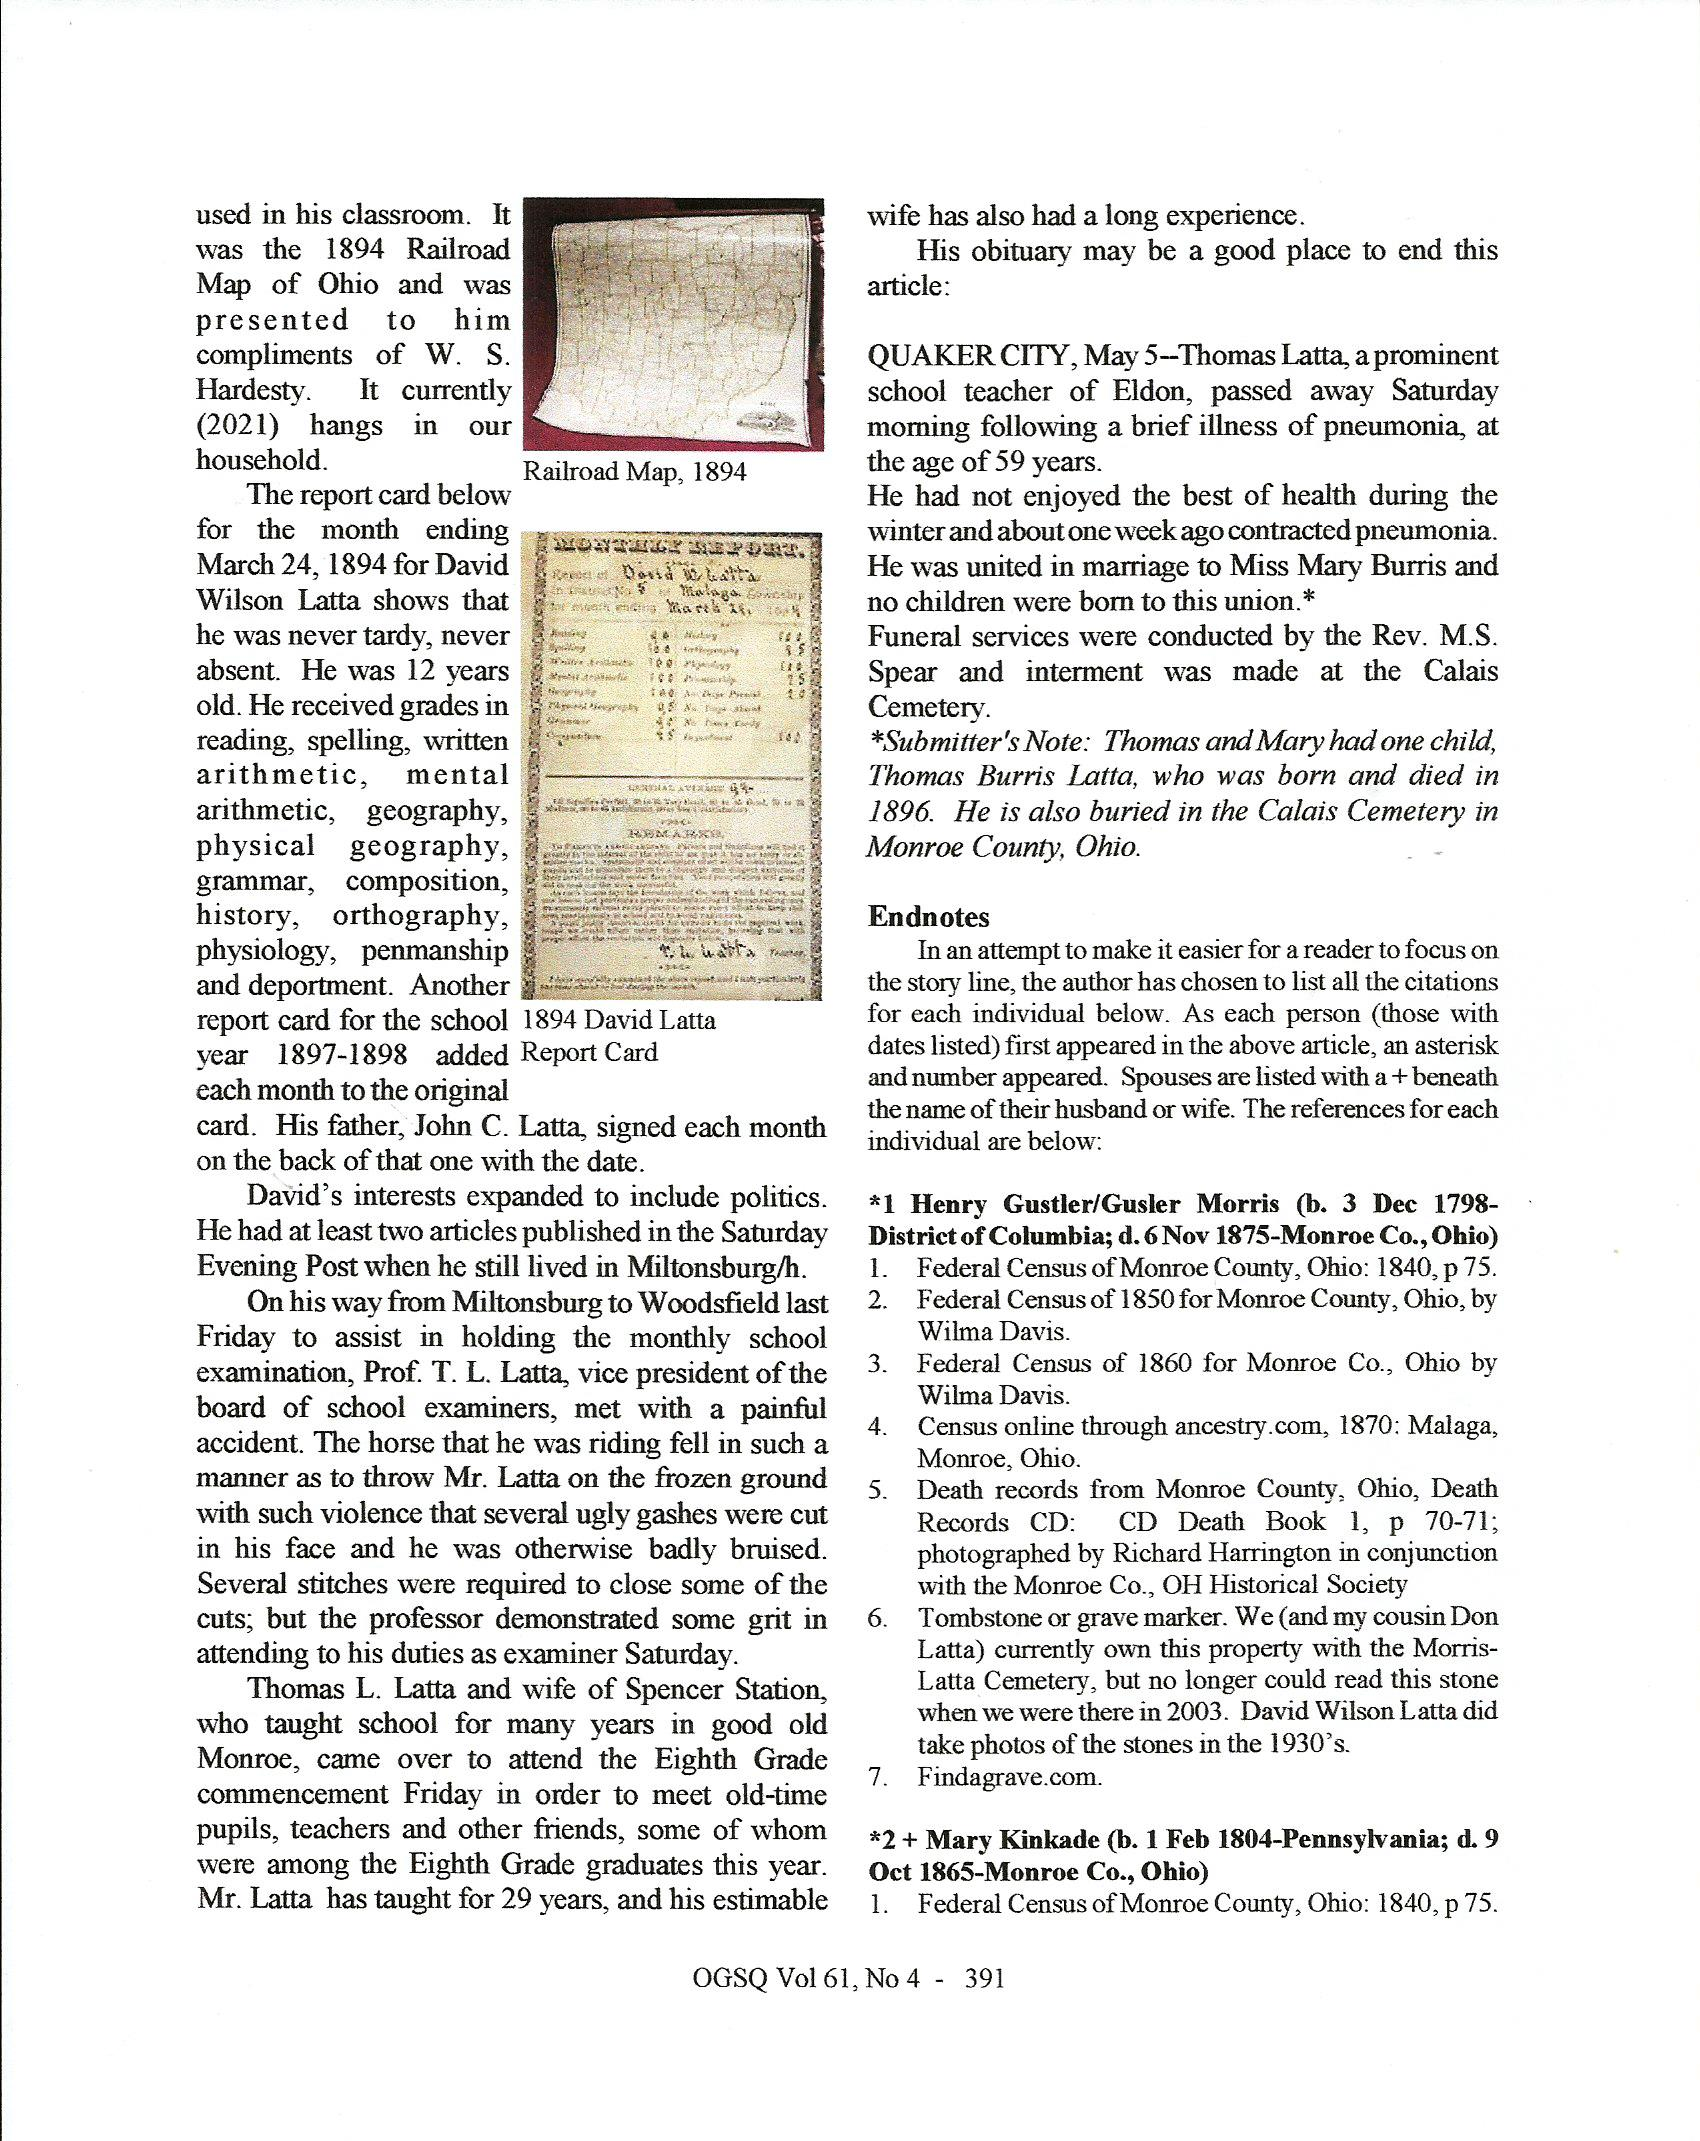 used in his classroom. It
was the 1894 Railroad
Map of Ohio and was
presented to him
compliments of W. S.
Hardesty. It currently
(2021) hangs in our
household.
The report card below
for the month ending
March 24, 1894 for David
Wilson Latta shows that
he was never tardy, never
absent. He was 12 years
old. He received grades in
reading, spelling, written
arithmetic, mental
arithmetic, geography,
physical geography,
grammar, composition,
history, orthography,
physiology, penmanship
and deportment. Another
report card for the school
year 1897-1898 added
each month to the original
card. His father, John C. Latta, signed each month
on the back of that one with the date.
Railroad Map, 1894
MONTHLY REPORT.
Report of David W. Latta
Malaga Township
for month ending March 24,
GENERAL AVERAGE
REMARKS.
T. L. Latta Teacher.
1894 David Latta
Report Card
David's interests expanded to include politics.
He had at least two articles published in the Saturday
Evening Post when he still lived in Miltonsburg/h.
On his way from Miltonsburg to Woodsfield last
Friday to assist in holding the monthly school
examination, Prof. T. L. Latta, vice president of the
board of school examiners, met with a painful
accident. The horse that he was riding fell in such a
manner as to throw Mr. Latta on the frozen ground
with such violence that several ugly gashes were cut
in his face and he was otherwise badly bruised.
Several stitches were required to close some of the
cuts; but the professor demonstrated some grit in
attending to his duties as examiner Saturday.
Thomas L. Latta and wife of Spencer Station,
who taught school for many years in good old
Monroe, came over to attend the Eighth Grade
commencement Friday in order to meet old-time
pupils, teachers and other friends, some of whom
were among the Eighth Grade graduates this year.
Mr. Latta has taught for 29 years, and his estimable
wife has also had a long experience.
His obituary may be a good place to end this
article:
QUAKER CITY, May 5--Thomas Latta, a prominent
school teacher of Eldon, passed away Saturday
morning following a brief illness of pneumonia, at
the age of 59 years.
He had not enjoyed the best of health during the
winter and about one week ago contracted pneumonia.
He was united in marriage to Miss Mary Burris and
no children were born to this union.*
Funeral services were conducted by the Rev. M.S.
Spear and interment was made at the Calais
Cemetery.
*Submitter's Note: Thomas and Mary had one child,
Thomas Burris Latta, who was born and died in
1896. He is also buried in the Calais Cemetery in
Monroe County, Ohio.
Endnotes
In an attempt to make it easier for a reader to focus on
the story line, the author has chosen to list all the citations
for each individual below. As each person (those with
dates listed) first appeared in the above article, an asterisk
and number appeared. Spouses are listed with a + beneath
the name of their husband or wife. The references for each
individual are below:
*1 Henry Gustler/Gusler Morris (b. 3 Dec 1798-
District of Columbia; d. 6 Nov 1875-Monroe Co., Ohio)
1. Federal Census of Monroe County, Ohio: 1840, p 75.
2. Federal Census of 1850 for Monroe County, Ohio, by
Wilma Davis.
3. Federal Census of 1860 for Monroe Co., Ohio by
Wilma Davis.
4. Census online through ancestry.com, 1870: Malaga,
Monroe, Ohio.
5. Death records from Monroe County, Ohio, Death
Records CD: CD Death Book 1, p 70-71;
photographed by Richard Harrington in conjunction
with the Monroe Co., OH Historical Society
6. Tombstone or grave marker. We (and my cousin Don
Latta) currently own this property with the Morris-
Latta Cemetery, but no longer could read this stone
when we were there in 2003. David Wilson Latta did
take photos of the stones in the 1930's.
7. Findagrave.com.
*2 + Mary Kinkade (b. 1 Feb 1804-Pennsylvania; d. 9
Oct 1865-Monroe Co., Ohio)
1. Federal Census of Monroe County, Ohio: 1840, p 75.
OGSQ Vol 61, No 4 - 391